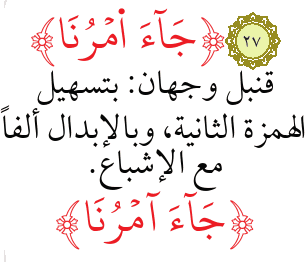 ٢٧ ﴿جَآءَ اْمْرُنَا﴾
قنبل وجهان: بتسهيل
الهمزة الثانية، وبالإبدال ألفاً
مع الإشباع.
﴿جَآءَ آمْرُنَا﴾